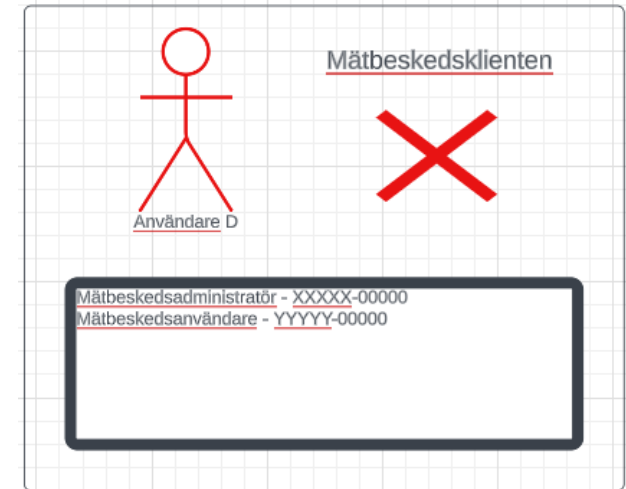 Mätbeskedsklienten
Användare D
Mätbeskedsadministratör - XXXXX-00000
Mätbeskedsanvändare - YYYYY-00000